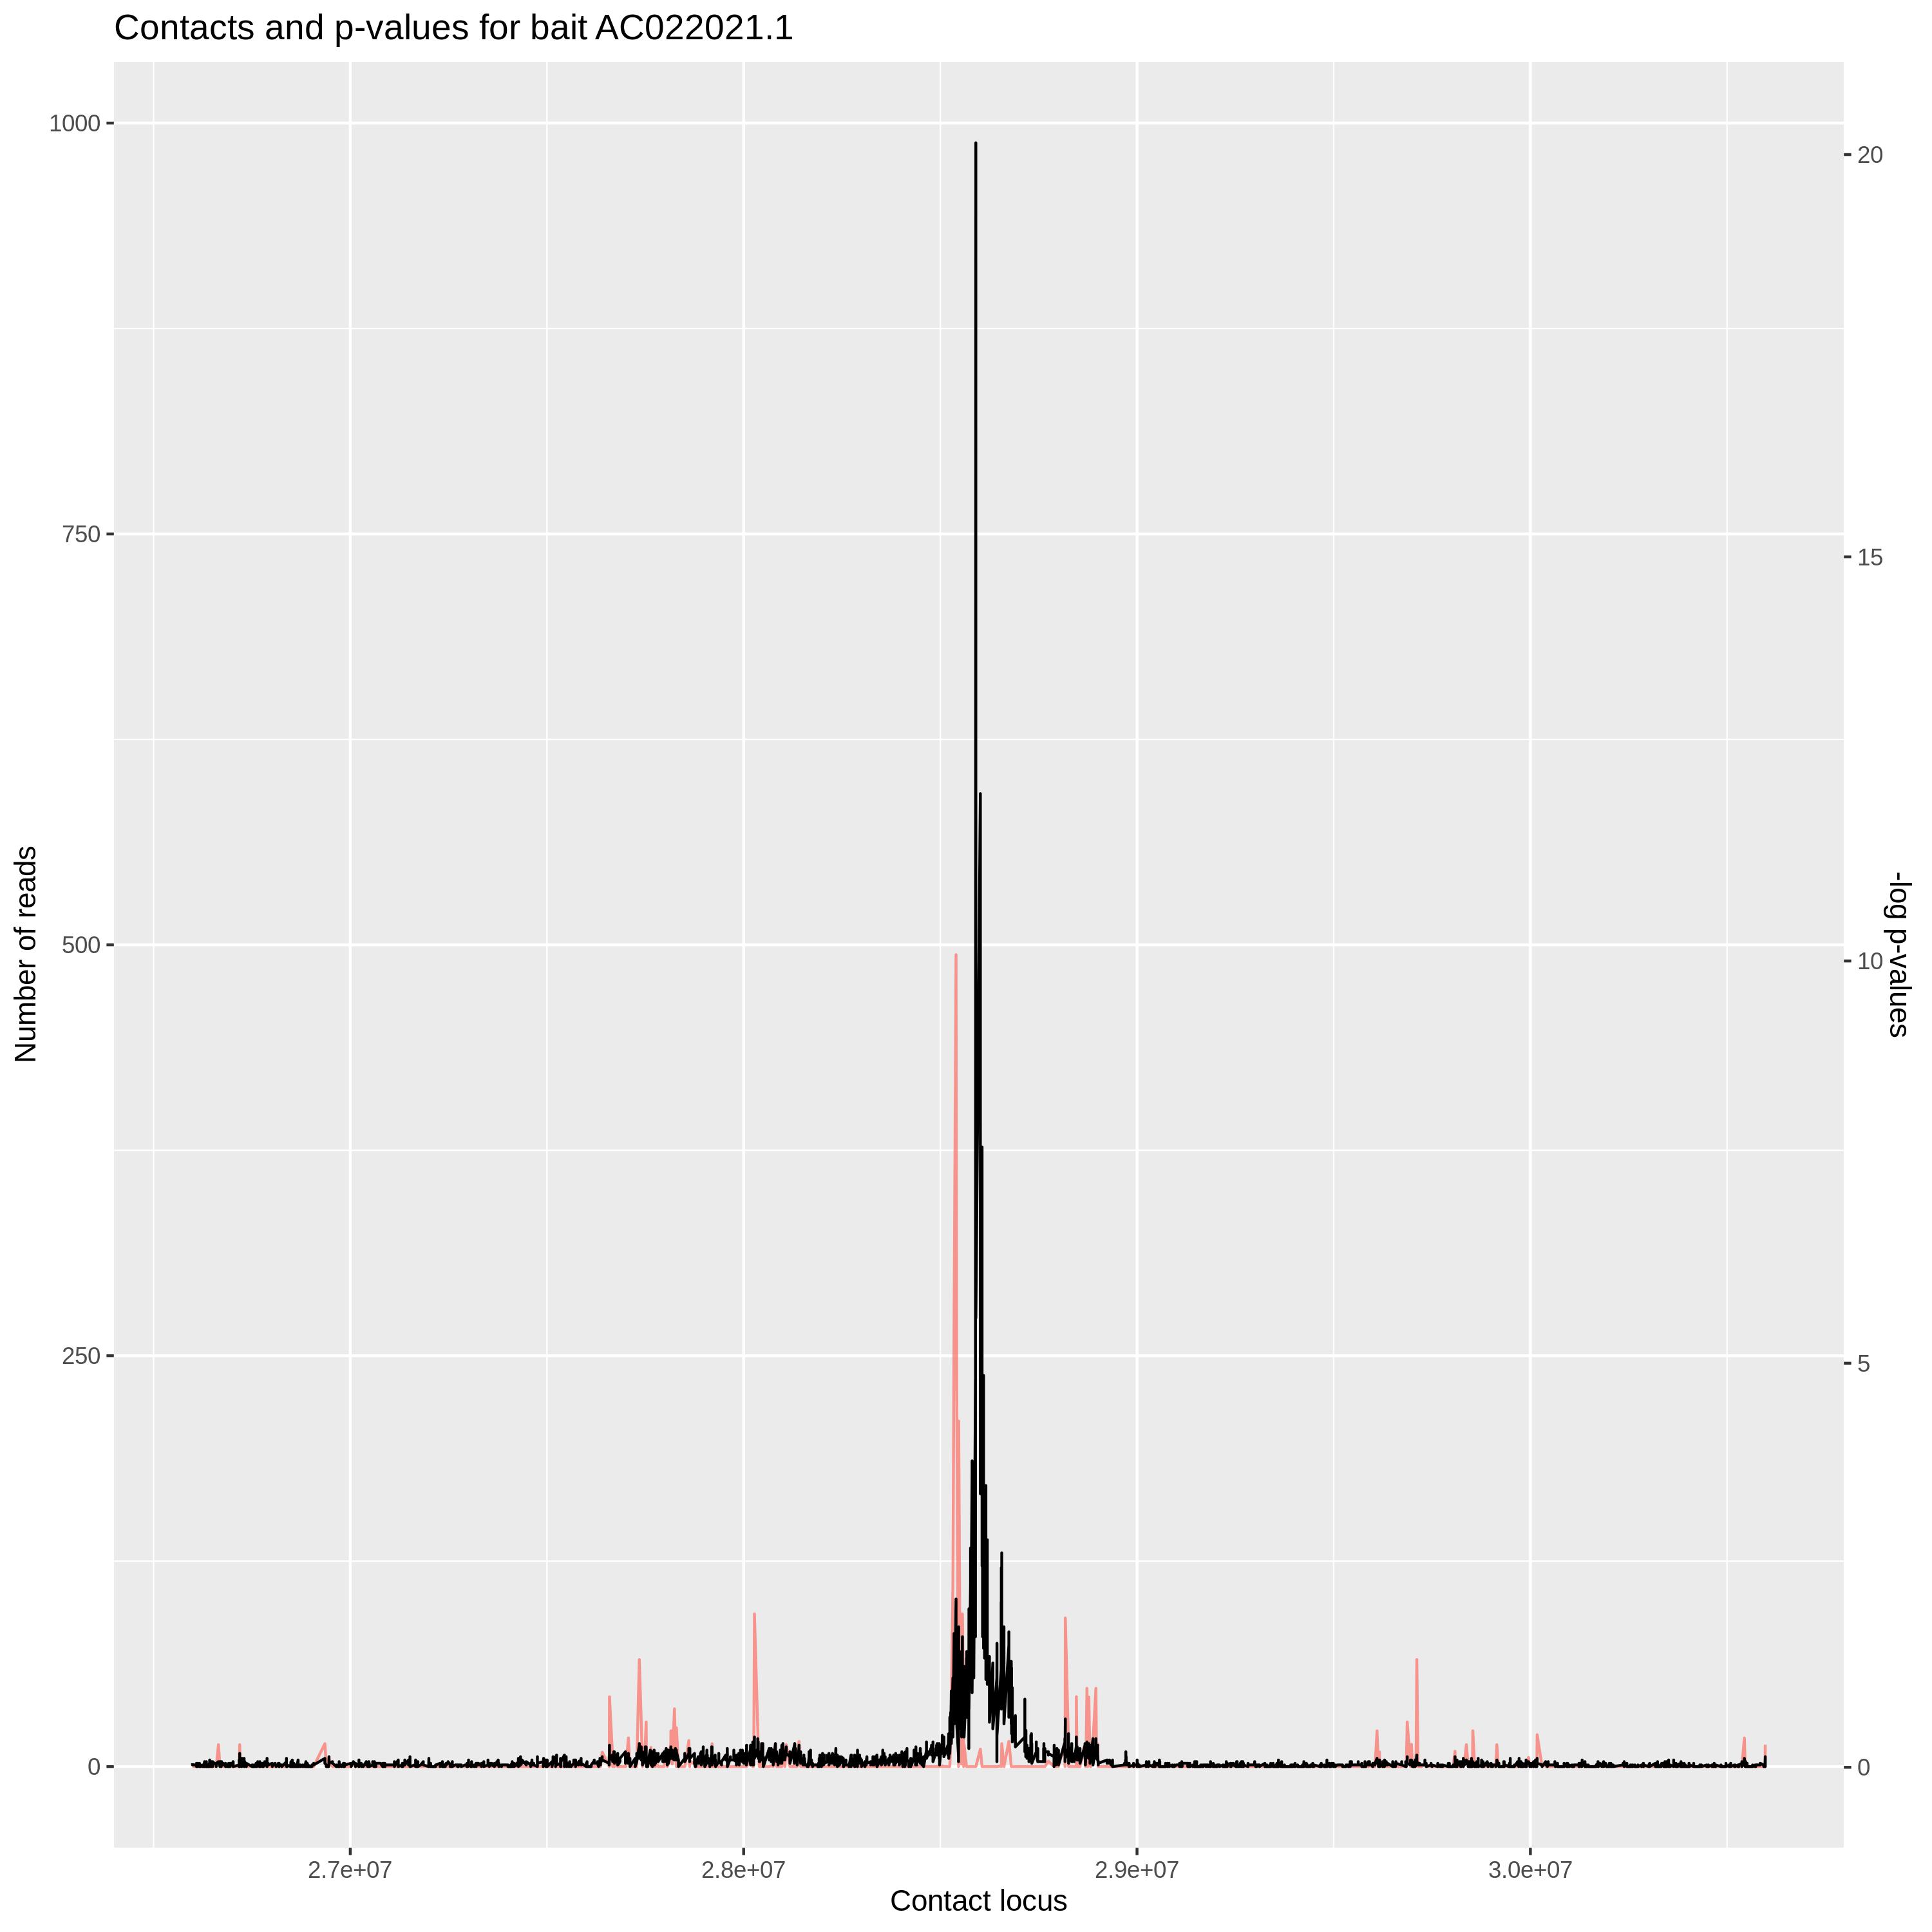 Contacts and p-values for bait AC022021.1
1000
750
500
250
0
20
15
10
5
0
Number of reads
-log p-values
2.7e+07 2.8e+07 2.9e+07 3.0e+07
Contact locus